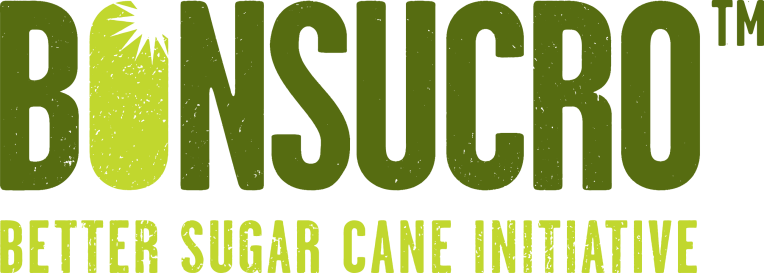 BONSUCRO™
BETTER SUGAR CANE INITIATIVE